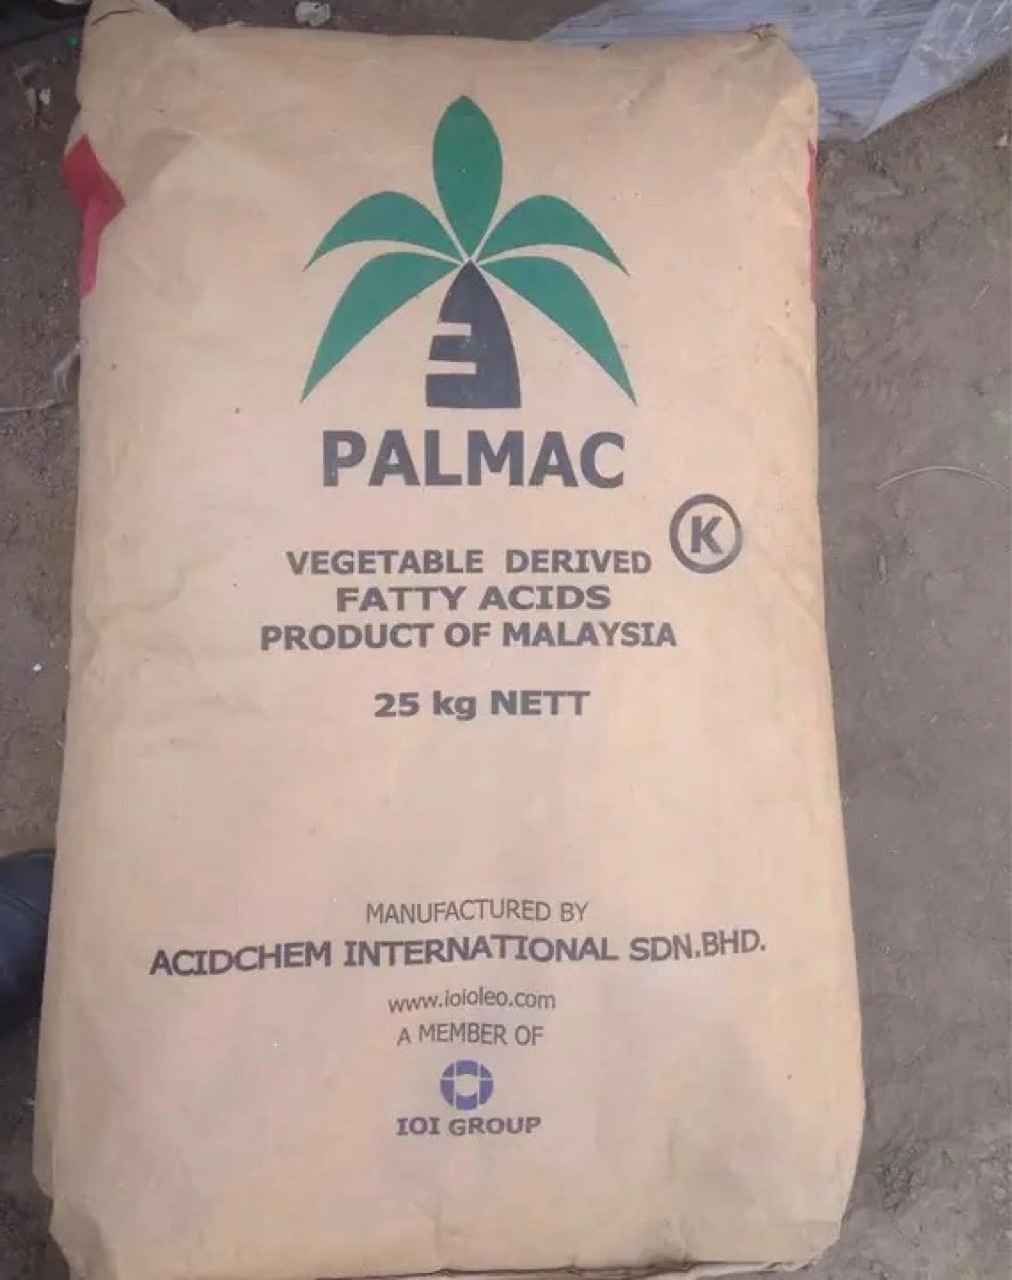 PALMAC
K
VEGETABLE DERIVED
FATTY ACIDS
PRODUCT OF MALAYSIA
25 kg NETT
MANUFACTURED BY
ACIDCHEM INTERNATIONAL SDN.BHD.
www.ioioleo.com
A MEMBER OF
IOI GROUP